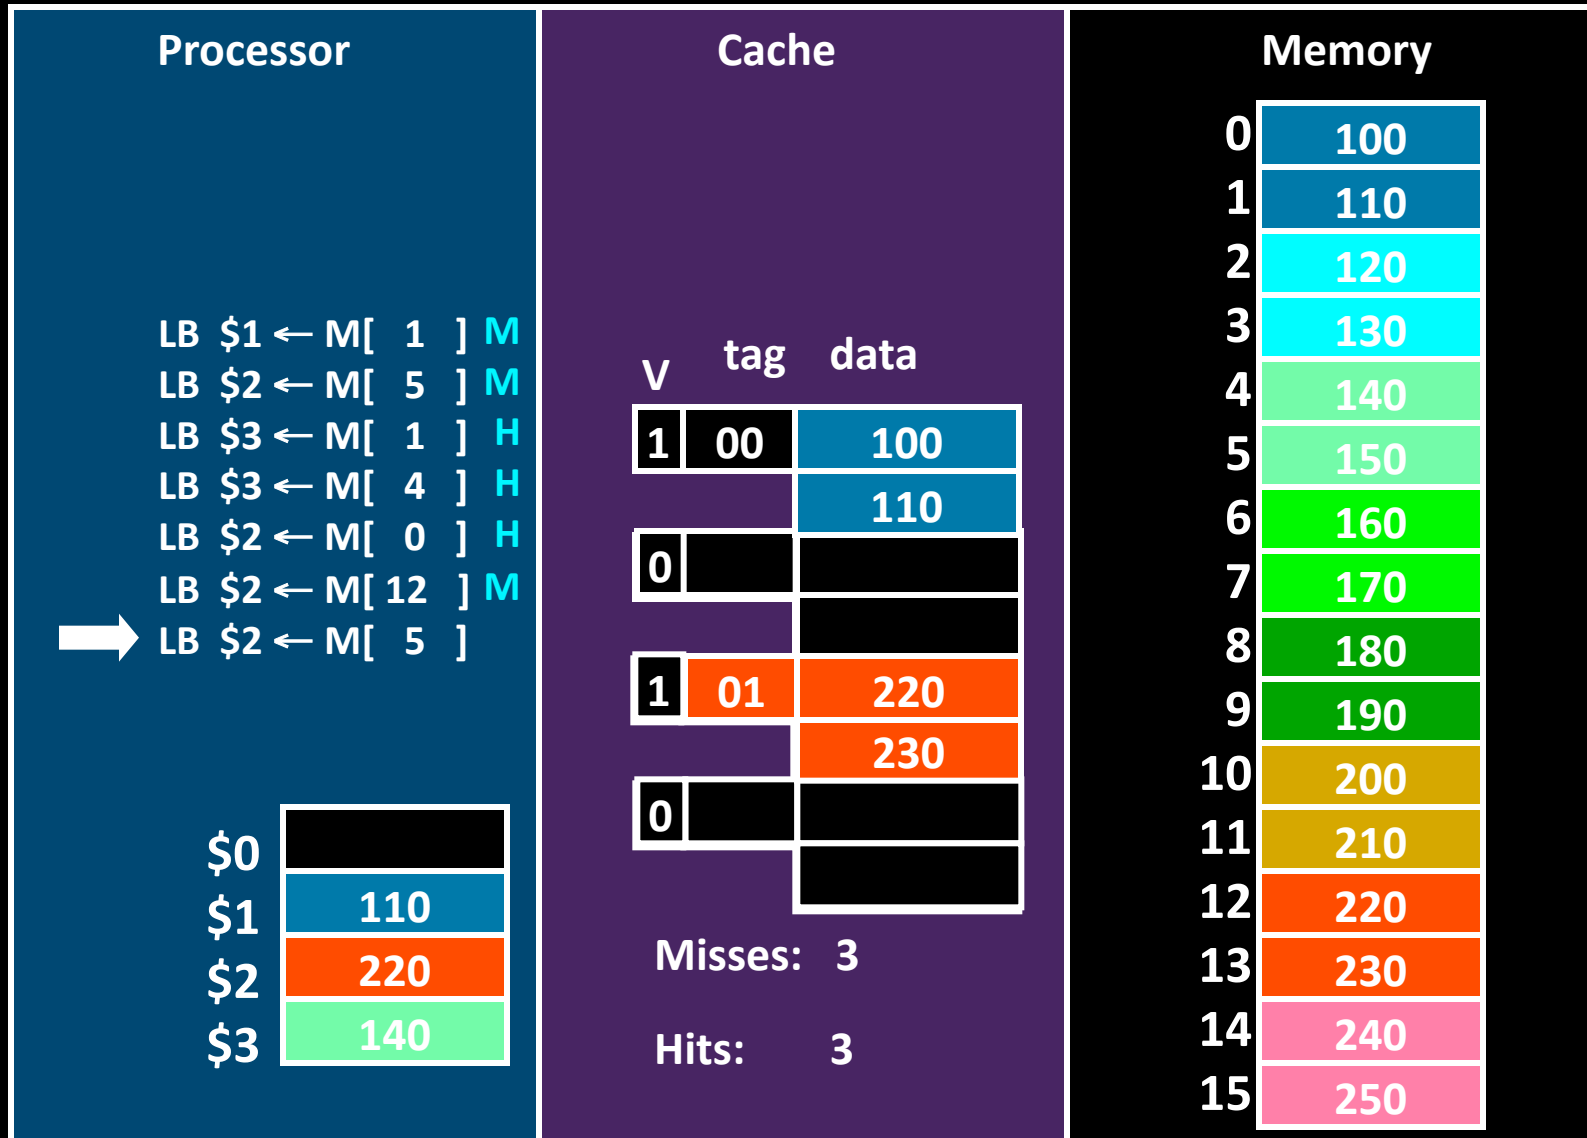 Processor
LB $1 ← M[ 1 ] M
LB $2 ← M[ 5 ] M
LB $3 ← M[ 1 ] H
LB $3 ← M[ 4 ] H
LB $2 ← M[ 0 ] H
LB $2 ← M[ 12 ] M
LB $2 ← M[ 5 ]
$0
$1 110
$2 220
$3 140
Cache
V tag data
1 00 100
110
0
1 01 220
230
0
Misses: 3
Hits: 3
Memory
0 100
1 110
2 120
3 130
4 140
5 150
6 160
7 170
8 180
9 190
10 200
11 210
12 220
13 230
14 240
15 250